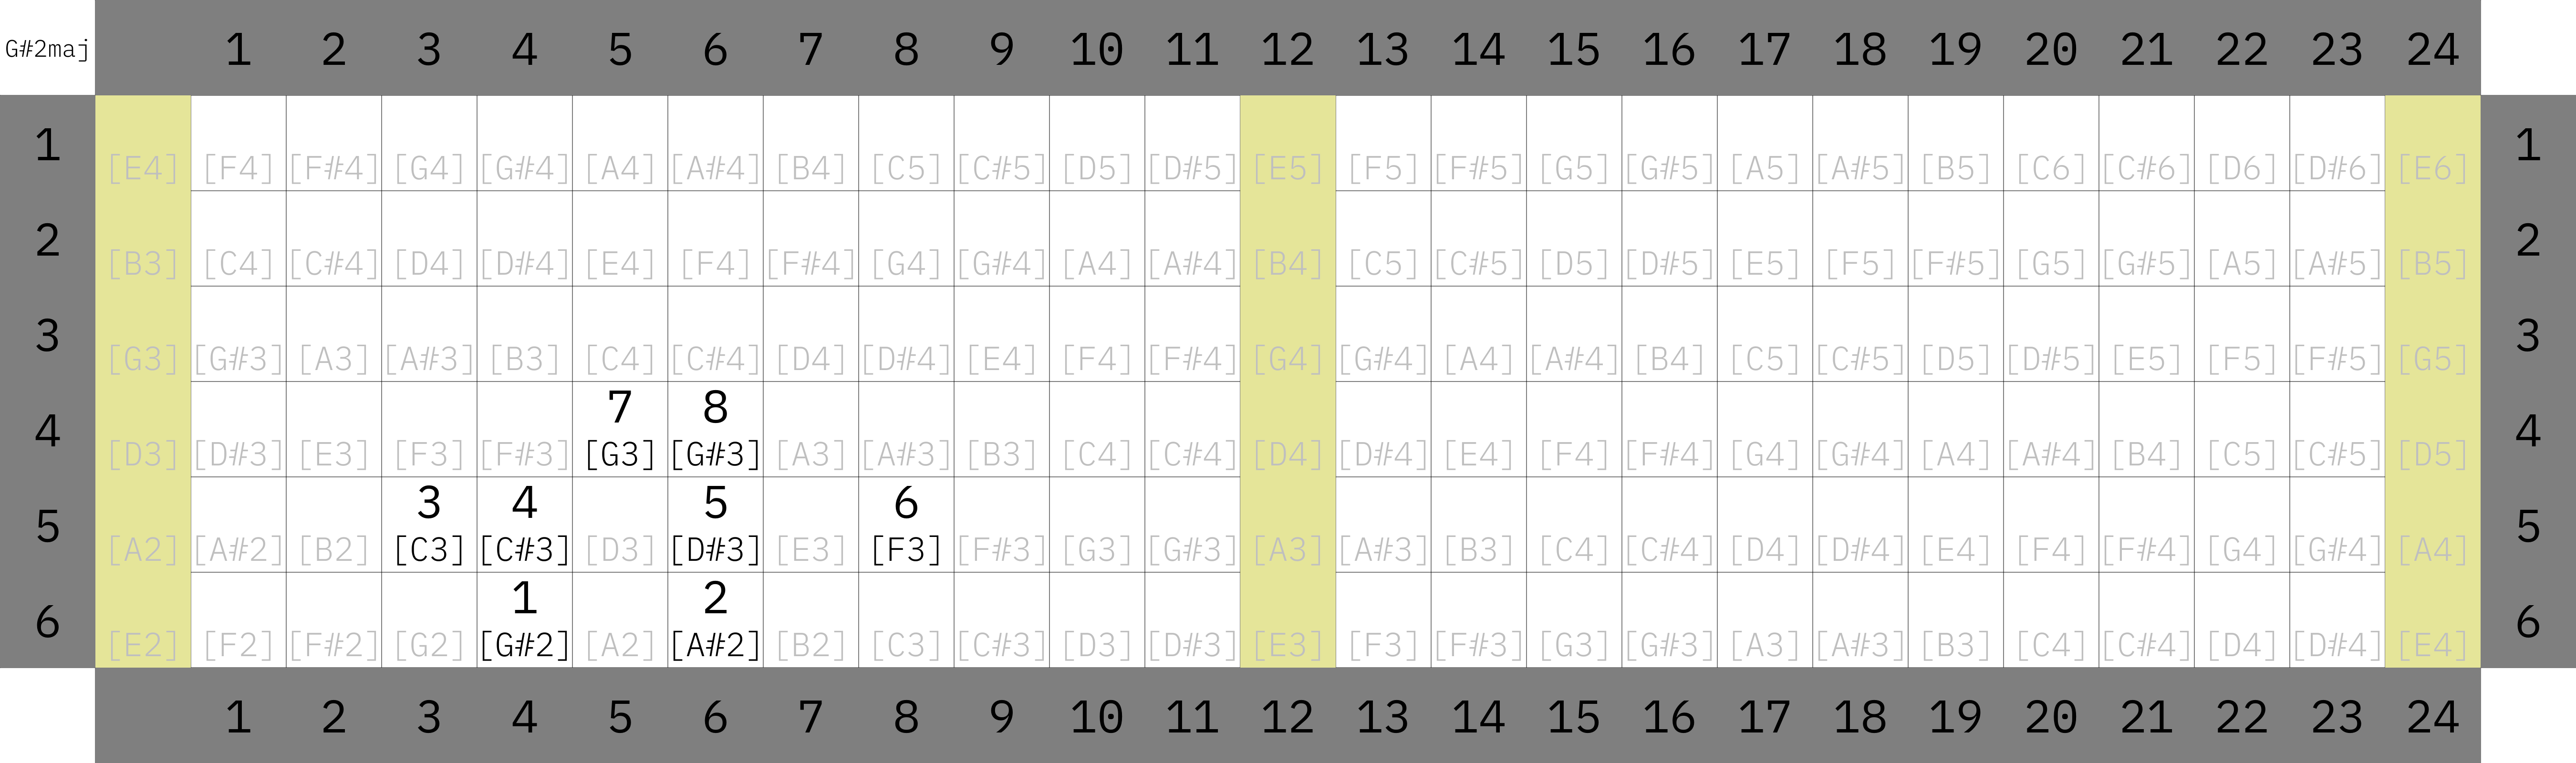 G#2maj 1 2 3 4 5 6 7 8 9 10 11 12 13 14 15 16 17 18 19 20 21 22 23 24
1 [E4] [F4] [F#4] [G4] [G#4] [A4] [A#4] [B4] [C5] [C#5] [D5] [D#5] [E5] [F5] [F#5] [G5] [G#5] [A5] [A#5] [B5] [C6] [C#6] [D6] [D#6] [E6] 1
2 [B3] [C4] [C#4] [D4] [D#4] [E4] [F4] [F#4] [G4] [G#4] [A4] [A#4] [B4] [C5] [C#5] [D5] [D#5] [E5] [F5] [F#5] [G5] [G#5] [A5] [A#5] [B5] 2
3 [G3] [G#3] [A3] [A#3] [B3] [C4] [C#4] [D4] [D#4] [E4] [F4] [F#4] [G4] [G#4] [A4] [A#4] [B4] [C5] [C#5] [D5] [D#5] [E5] [F5] [F#5] [G5] 3
7 8
4 [D3] [D#3] [E3] [F3] [F#3] [G3] [G#3] [A3] [A#3] [B3] [C4] [C#4] [D4] [D#4] [E4] [F4] [F#4] [G4] [G#4] [A4] [A#4] [B4] [C5] [C#5] [D5] 4
3 4 5 6
5 [A2] [A#2] [B2] [C3] [C#3] [D3] [D#3] [E3] [F3] [F#3] [G3] [G#3] [A3] [A#3] [B3] [C4] [C#4] [D4] [D#4] [E4] [F4] [F#4] [G4] [G#4] [A4] 5
1 2
6 [E2] [F2] [F#2] [G2] [G#2] [A2] [A#2] [B2] [C3] [C#3] [D3] [D#3] [E3] [F3] [F#3] [G3] [G#3] [A3] [A#3] [B3] [C4] [C#4] [D4] [D#4] [E4] 6
1 2 3 4 5 6 7 8 9 10 11 12 13 14 15 16 17 18 19 20 21 22 23 24